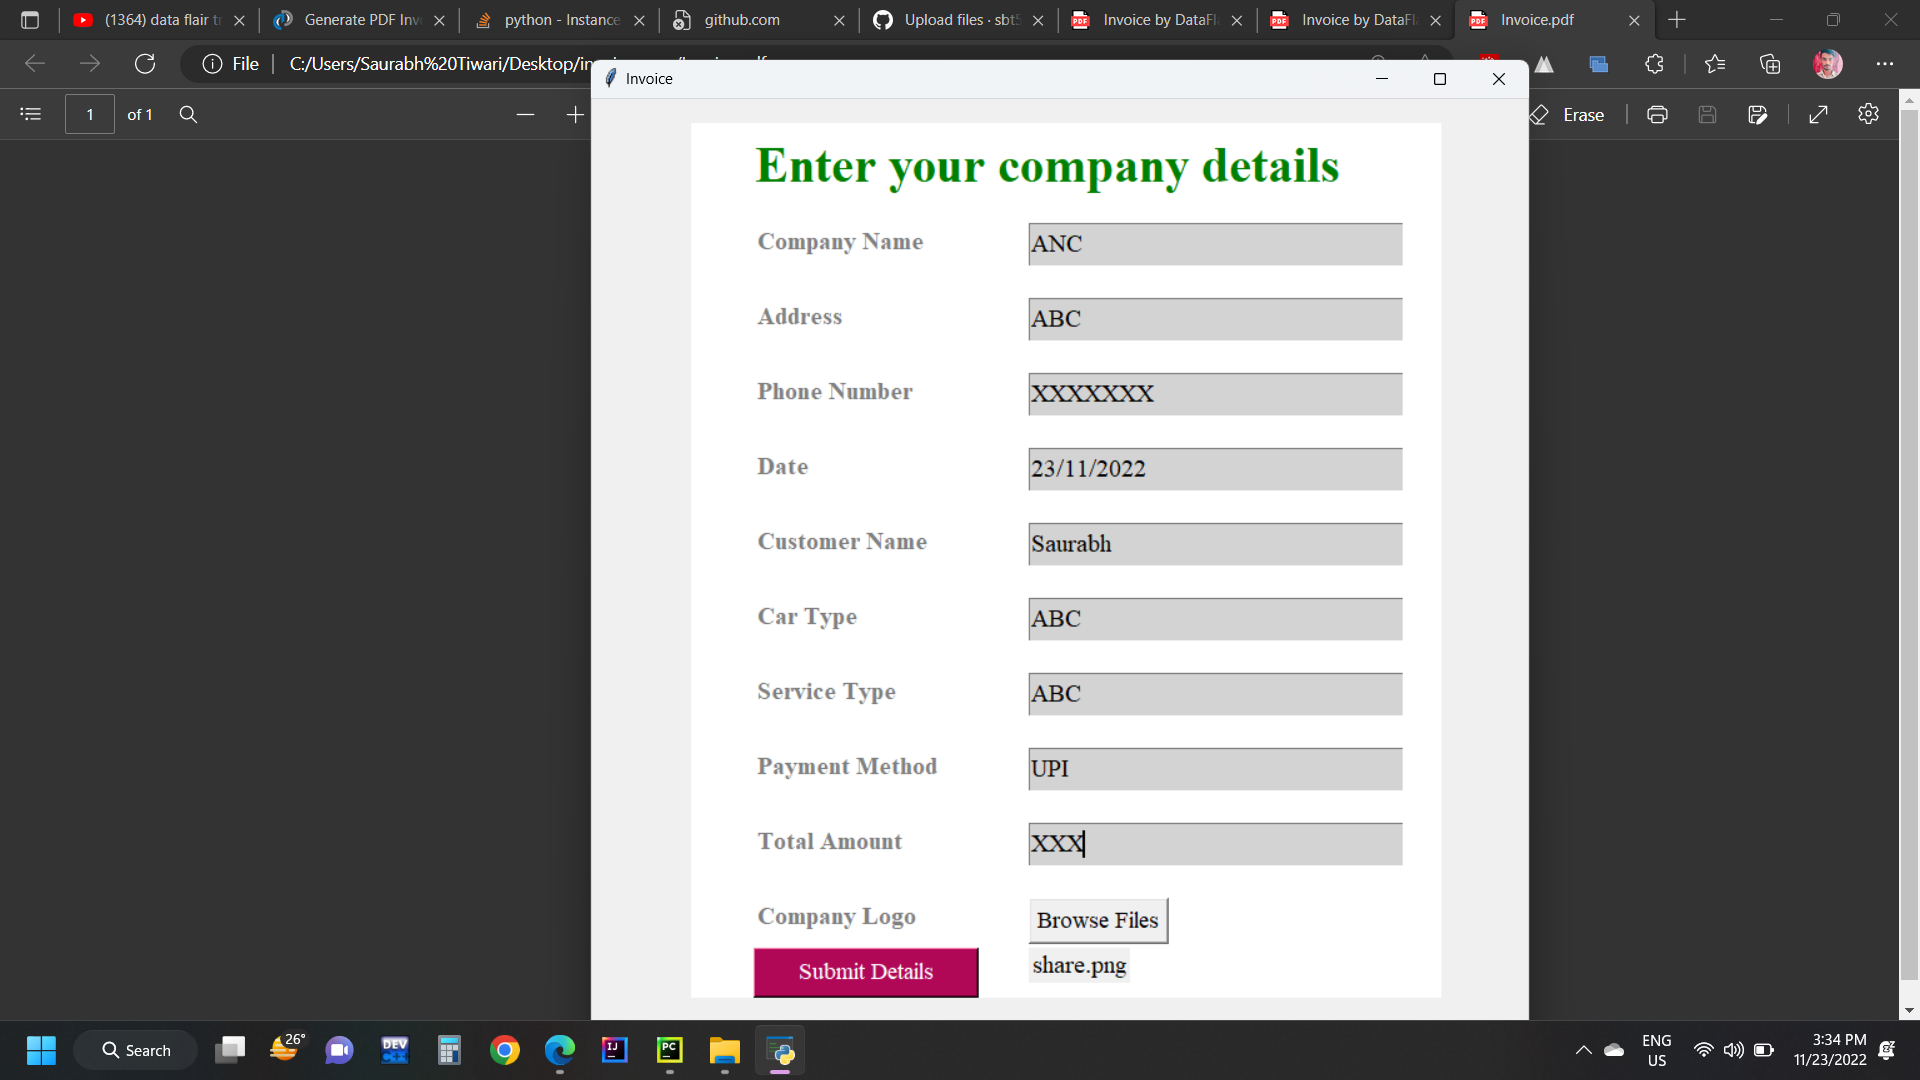 (1364) data flair t
Generate PDF Inv
python - Instance
github.com
Upload files · sbt5
Invoice by DataFl
Invoice by DataFl
Invoice.pdf
File
C:/Users/Saurabh%20Tiwari/Desktop/in
1
of 1
Erase
Invoice
Enter your company details
Company Name
ANC
Address
ABC
Phone Number
XXXXXXX
Date
23/11/2022
Customer Name
Saurabh
Car Type
ABC
Service Type
ABC
Payment Method
UPI
Total Amount
XXX
Company Logo
Browse Files
Submit Details
share.png
Search
26°
DEV
C++
IJ
PC
ENG
US
3:34 PM
11/23/2022